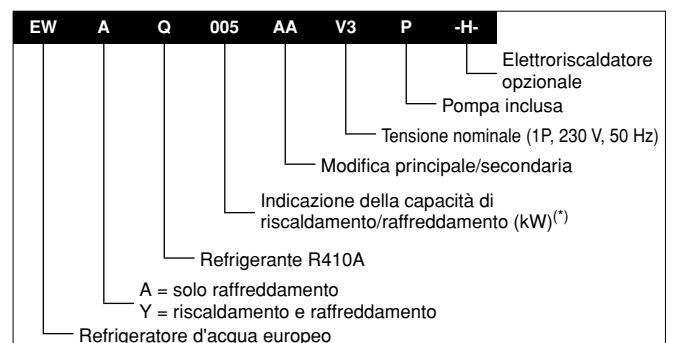 EW A Q 005 AA V3 P -H-
Elettroriscaldatore
opzionale
Pompa inclusa
Tensione nominale (1P, 230 V, 50 Hz)
Modifica principale/secondaria
Indicazione della capacità di
riscaldamento/raffreddamento (kW)(*)
Refrigerante R410A
A = solo raffreddamento
Y = riscaldamento e raffreddamento
Refrigeratore d'acqua europeo